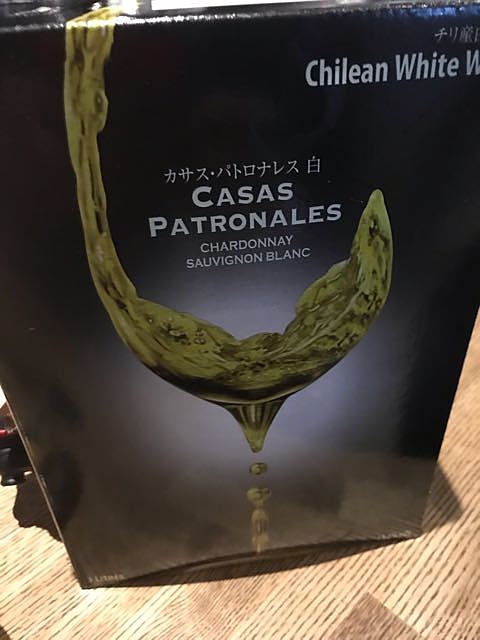 チリ産白
Chilean White W
カサス・パトロナレス 白
CASAS
PATRONALES
CHARDONNAY
SAUVIGNON BLANC